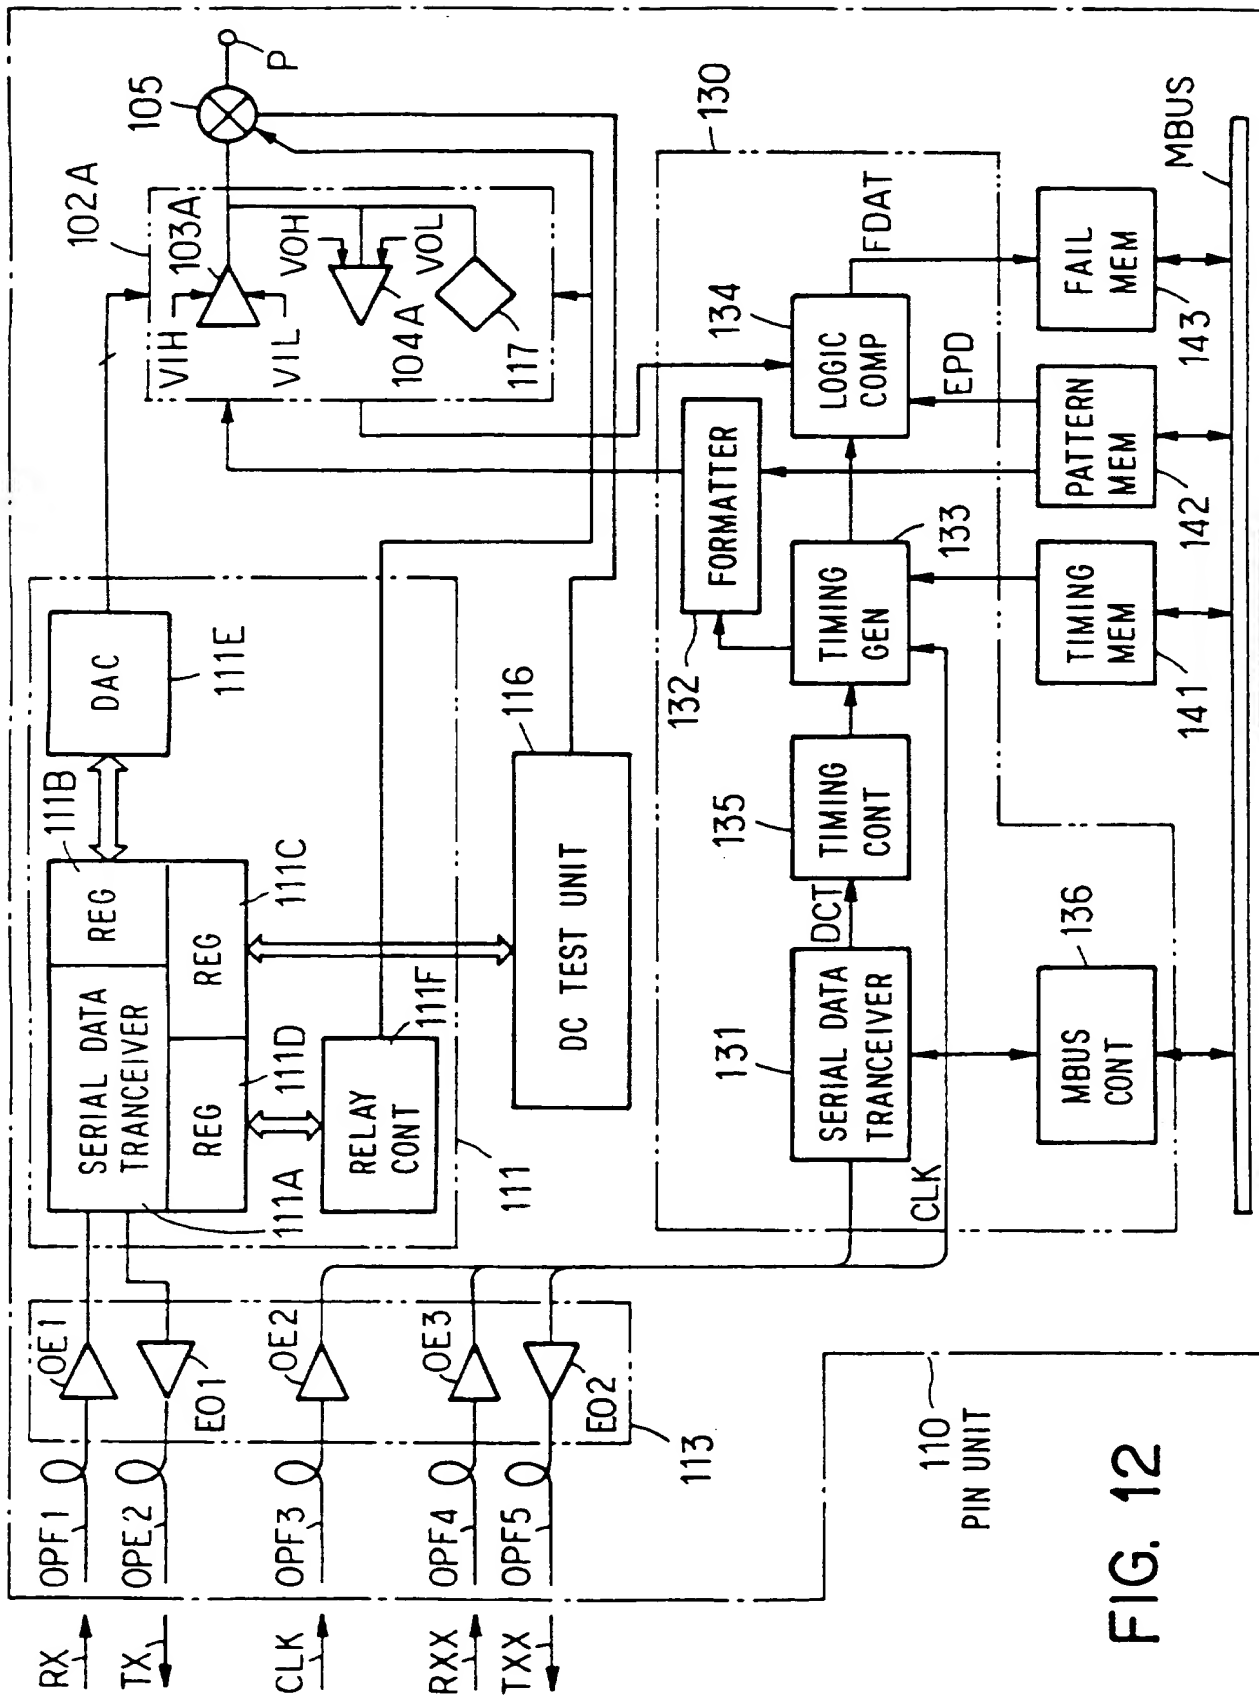 RX
OPF1
OE1
TX
OPE2
EO1
CLK
OPF3
OE2
RXX
OPF4
OE3
TXX
OPF5
EO2
113
SERIAL DATA
TRANCEIVER
111A
REG
111B
REG
111C
REG
111D
DAC
111E
RELAY
CONT
111F
111
DC TEST UNIT
116
102A
VIH
103A
VIL
VOH
VOL
104A
117
105
P
130
SERIAL DATA
TRANCEIVER
131
DCT
CLK
TIMING
CONT
135
TIMING
GEN
133
FORMATTER
132
LOGIC
COMP
134
FDAT
EPD
MBUS
CONT
136
TIMING
MEM
141
PATTERN
MEM
142
FAIL
MEM
143
MBUS
110
PIN UNIT
FIG. 12